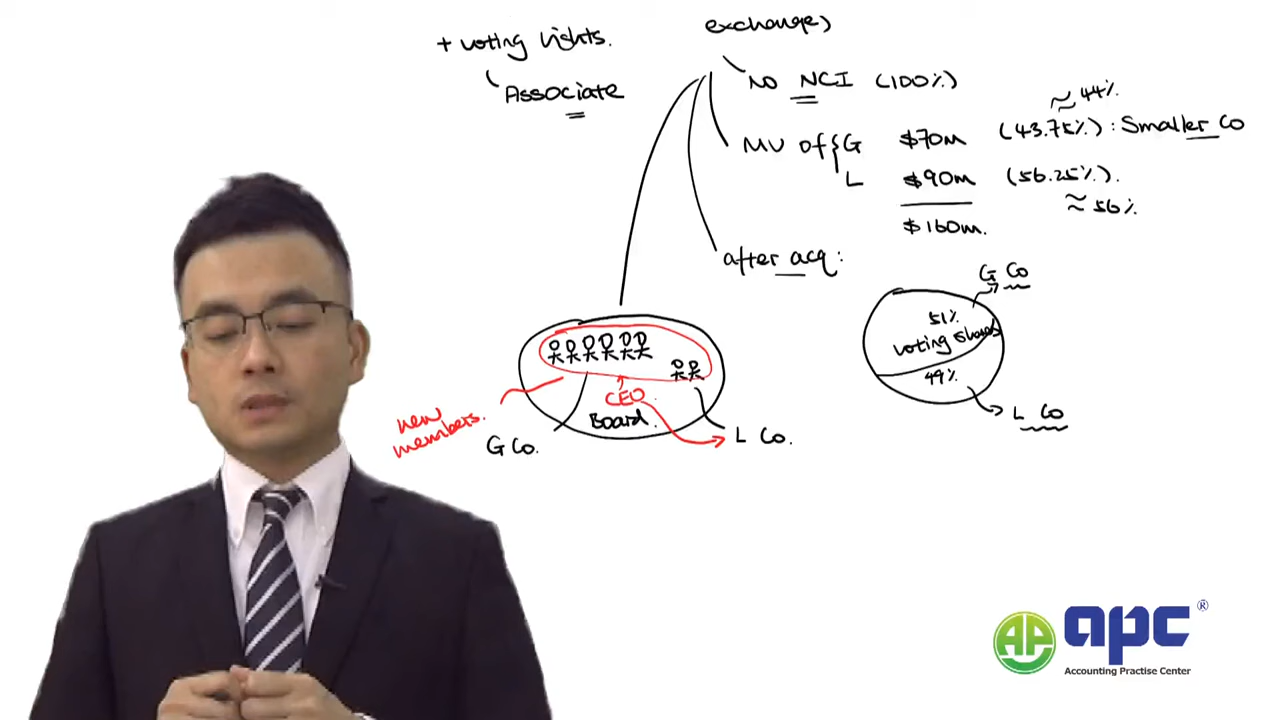 + voting rights.
Associate
exchange)
No NCI (100%)
≈ 44%
MV of { G $70m (43.75%) : Smaller Co
L $90m (56.25%).
≈ 56%
$160m.
after acq:
G Co
51%
voting shares
49%
L Co
CEO
Board.
new
members.
G Co.
L Co.
AP
apc®
Accounting Practise Center